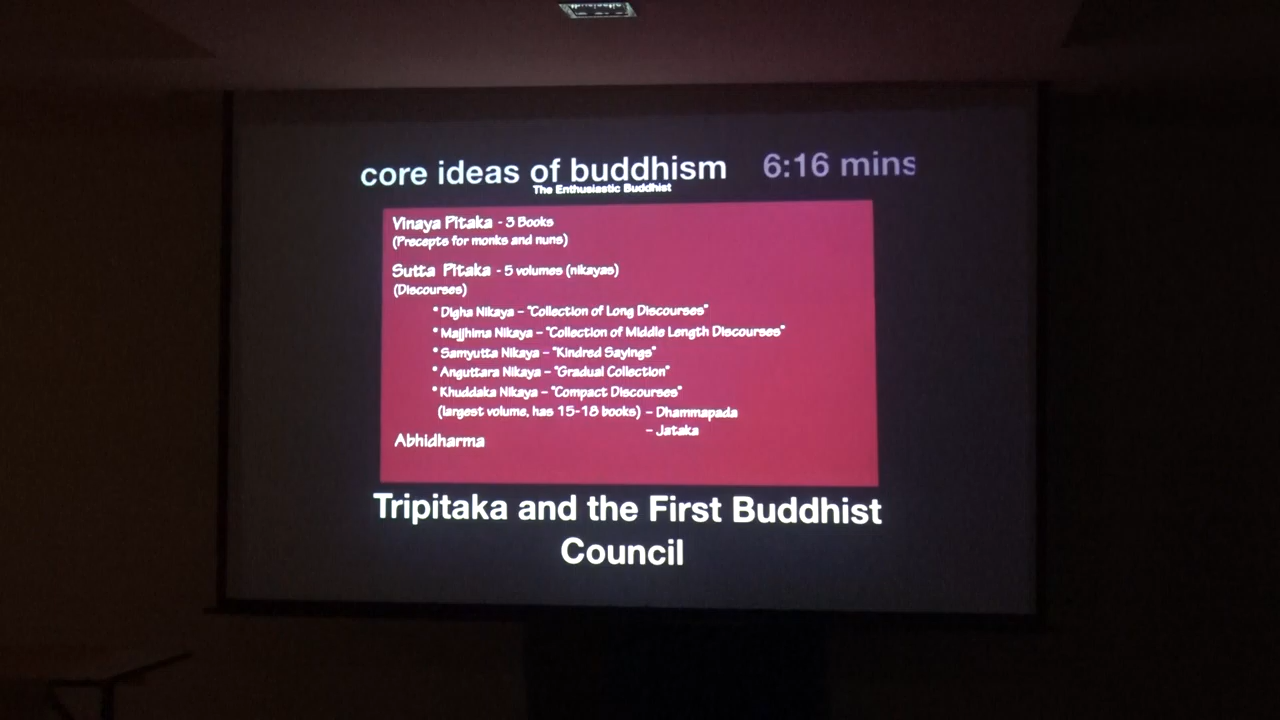 core ideas of buddhism 6:16 mins
The Enthusiastic Buddhist
Vinaya Pitaka - 3 Books
(Precepts for monks and nuns)
Sutta Pitaka - 5 volumes (nikayas)
(Discourses)
* Digha Nikaya – "Collection of Long Discourses"
* Majjhima Nikaya – "Collection of Middle Length Discourses"
* Samyutta Nikaya – "Kindred Sayings"
* Anguttara Nikaya – "Gradual Collection"
* Khuddaka Nikaya – "Compact Discourses"
(largest volume, has 15-18 books) – Dhammapada
– Jataka
Abhidharma
Tripitaka and the First Buddhist
Council